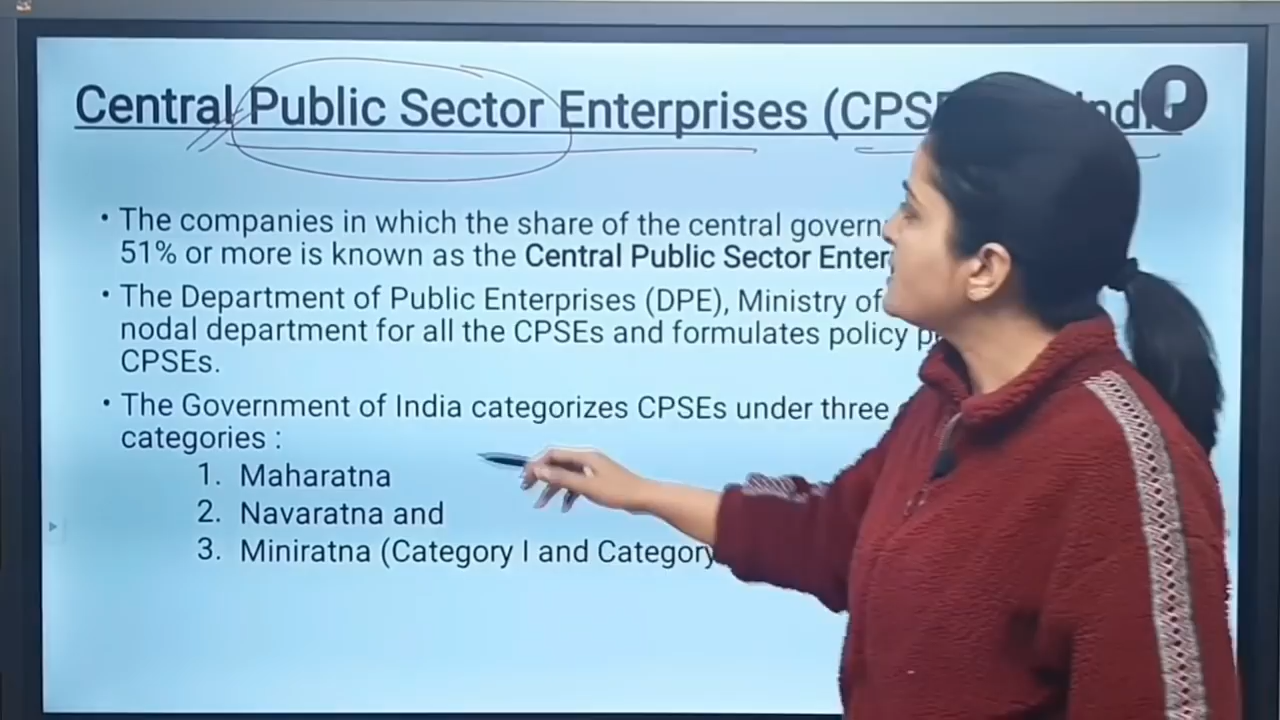 Central Public Sector Enterprises (CPS
• The companies in which the share of the central govern
51% or more is known as the Central Public Sector Enter
• The Department of Public Enterprises (DPE), Ministry of
nodal department for all the CPSEs and formulates policy
CPSEs.
• The Government of India categorizes CPSEs under three
categories :
1. Maharatna
2. Navaratna and
3. Miniratna (Category I and Category